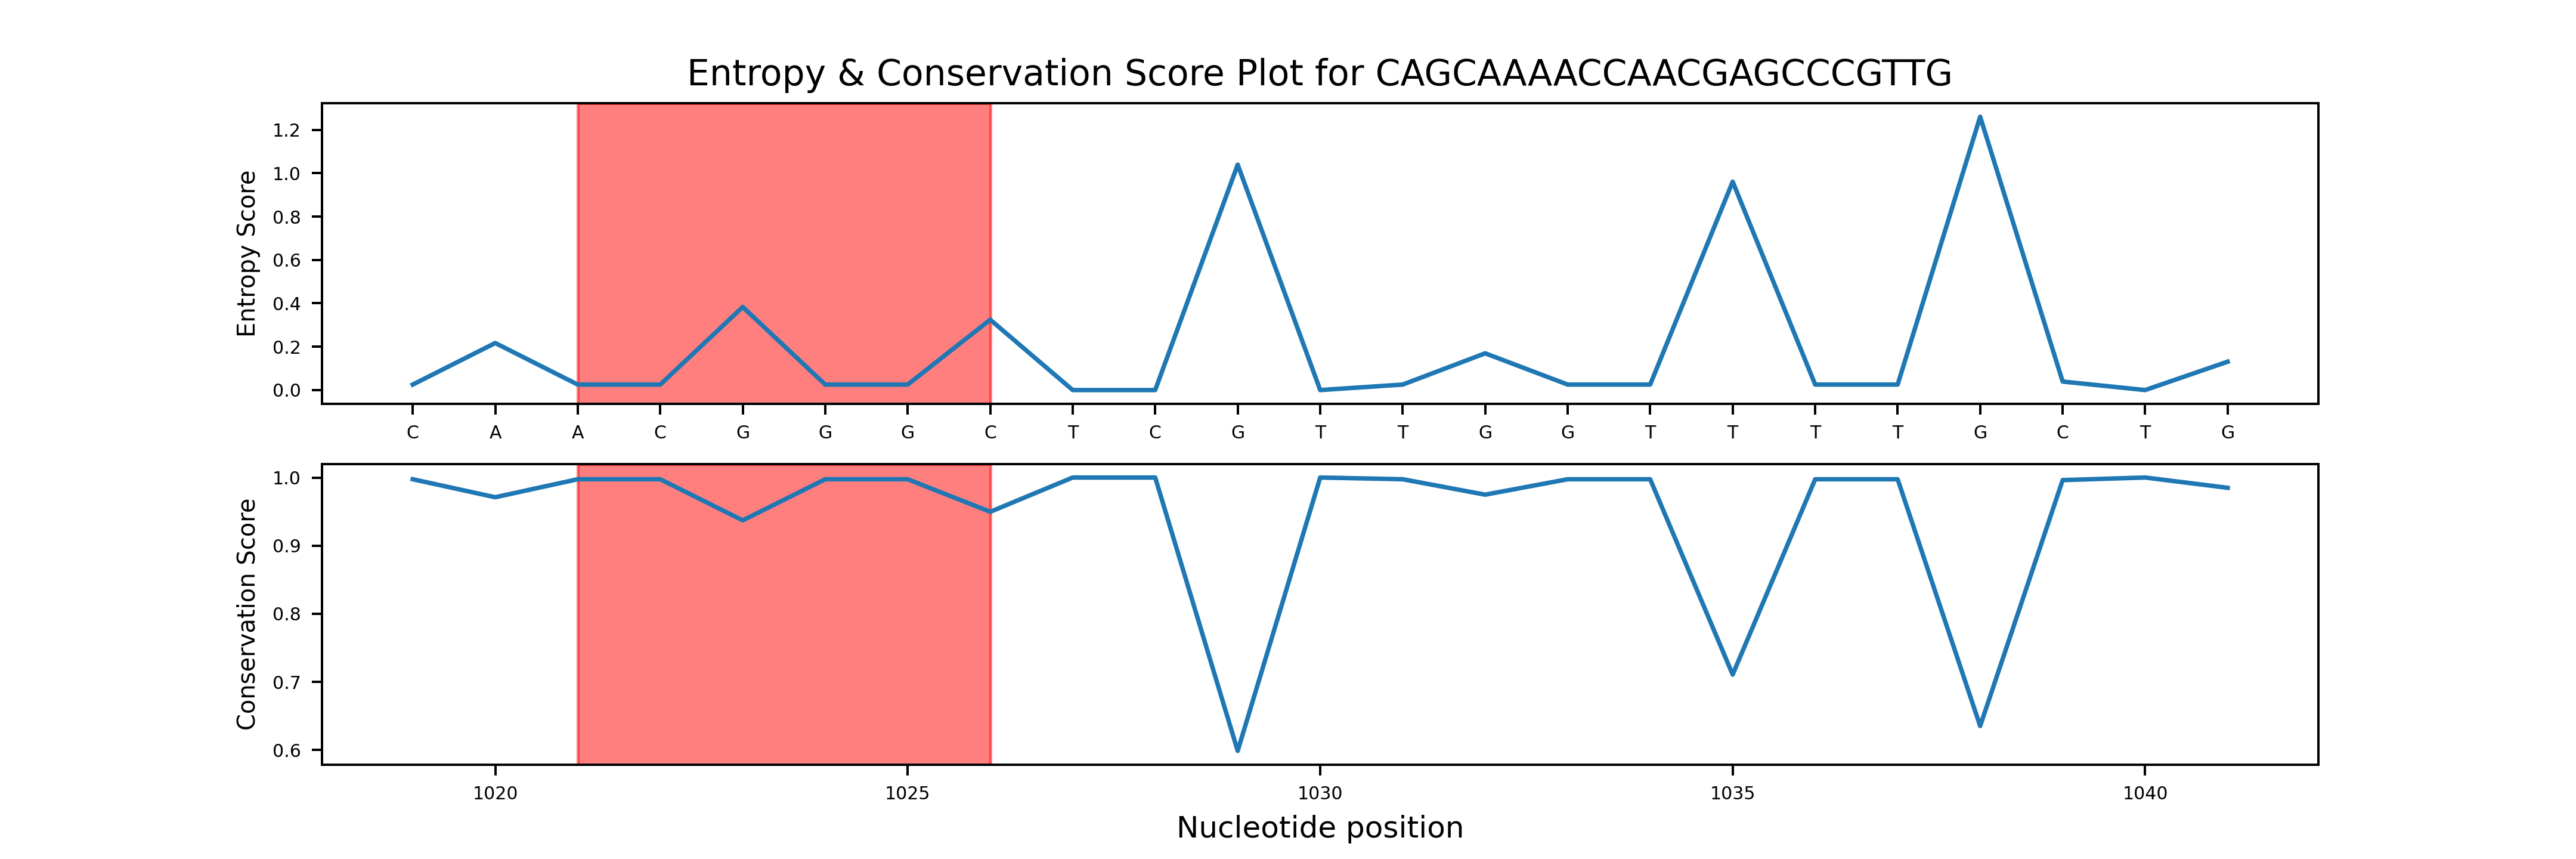 Entropy & Conservation Score Plot for CAGCAAAACCAACGAGCCCGTTG
Entropy Score
1.2
1.0
0.8
0.6
0.4
0.2
0.0
C A A C G G G C T C G T T G G T T T T G C T G
Conservation Score
1.0
0.9
0.8
0.7
0.6
1020 1025 1030 1035 1040
Nucleotide position